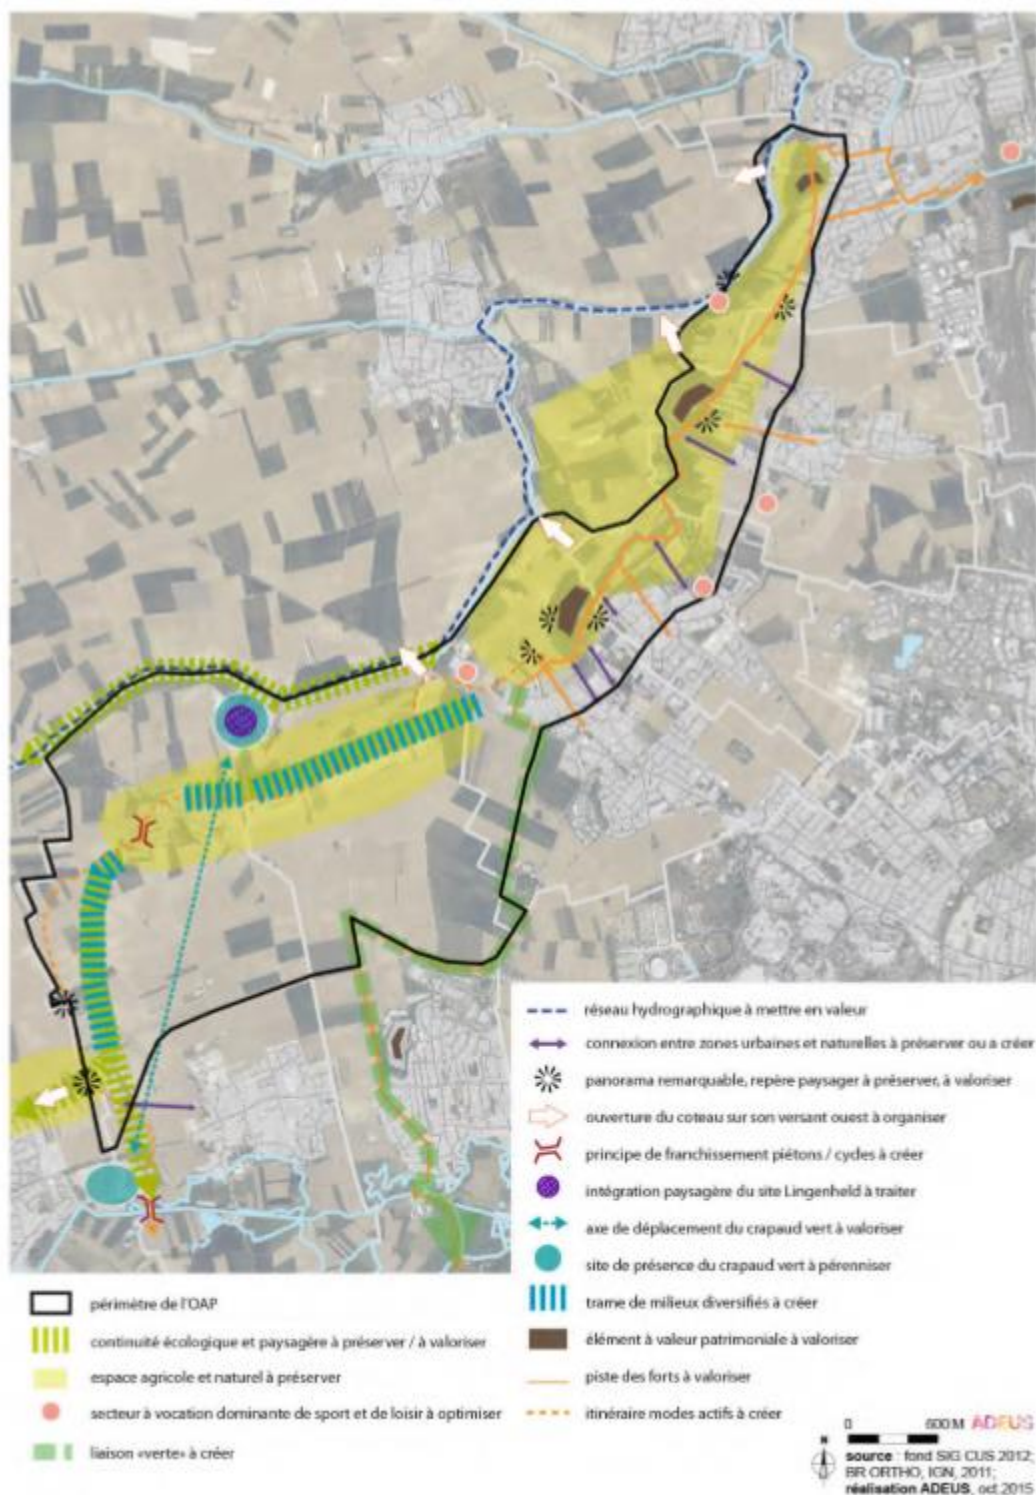 réseau hydrographique à mettre en valeur
connexion entre zones urbaines et naturelles à préserver ou a créer
panorama remarquable, repère paysager à préserver, à valoriser
ouverture du coteau sur son versant ouest à organiser
principe de franchissement piétons / cycles à créer
intégration paysagère du site Lingenheld à traiter
axe de déplacement du crapaud vert à valoriser
site de présence du crapaud vert à pérenniser
trame de milieux diversifiés à créer
élément à valeur patrimoniale à valoriser
piste des forts à valoriser
itinéraire modes actifs à créer
périmètre de l'OAP
continuité écologique et paysagère à préserver / à valoriser
espace agricole et naturel à préserver
secteur à vocation dominante de sport et de loisir à optimiser
liaison «verte» à créer
0 600 M ADEUS
source : fond SIG CUS 2012;
BR ORTHO, IGN, 2011;
réalisation ADEUS, oct 2015